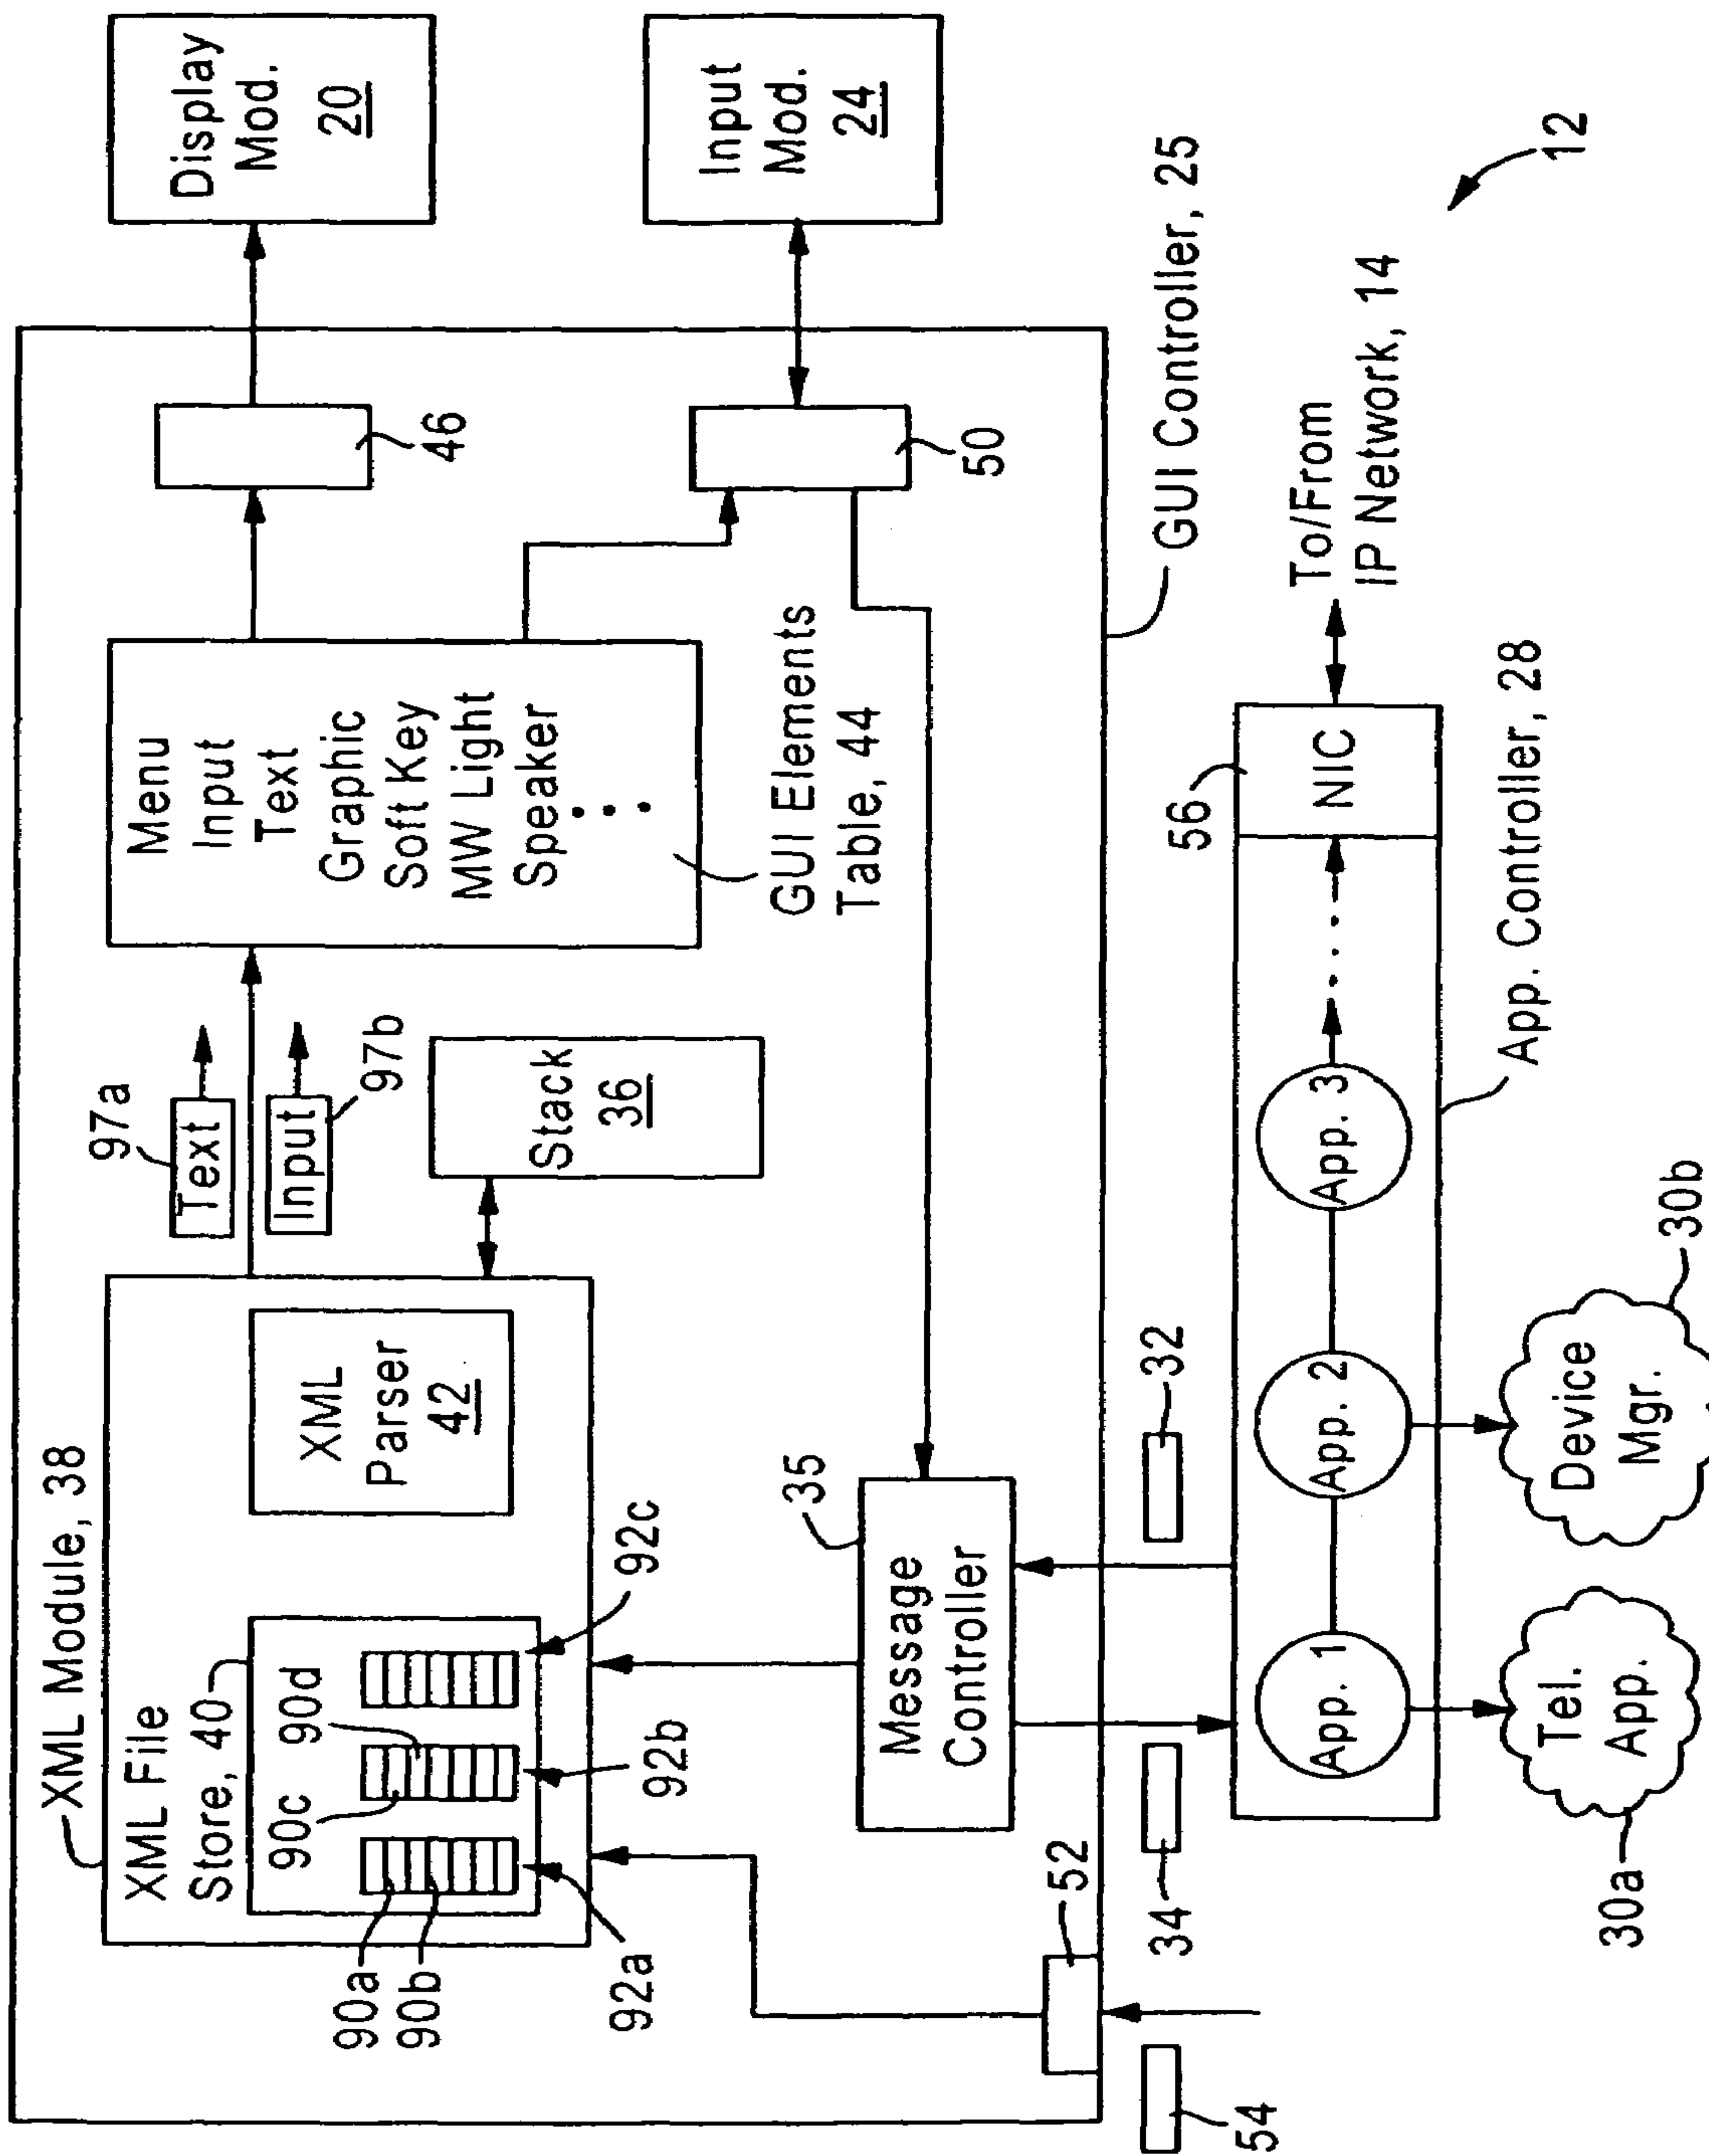 XML Module, 38
XML File
Store, 40
90a
90b
90c
90d
92a
92b
92c
XML
Parser
42
97a
Text
Input
97b
Stack
36
Menu
Input
Text
Graphic
Soft Key
MW Light
Speaker
GUI Elements
Table, 44
46
50
Display
Mod.
20
Input
Mod.
24
35
Message
Controller
52
54
34
32
GUI Controller, 25
App. 1
App. 2
App. 3
56
NIC
To/From
IP Network, 14
App. Controller, 28
Tel.
App.
30a
Device
Mgr.
30b
12